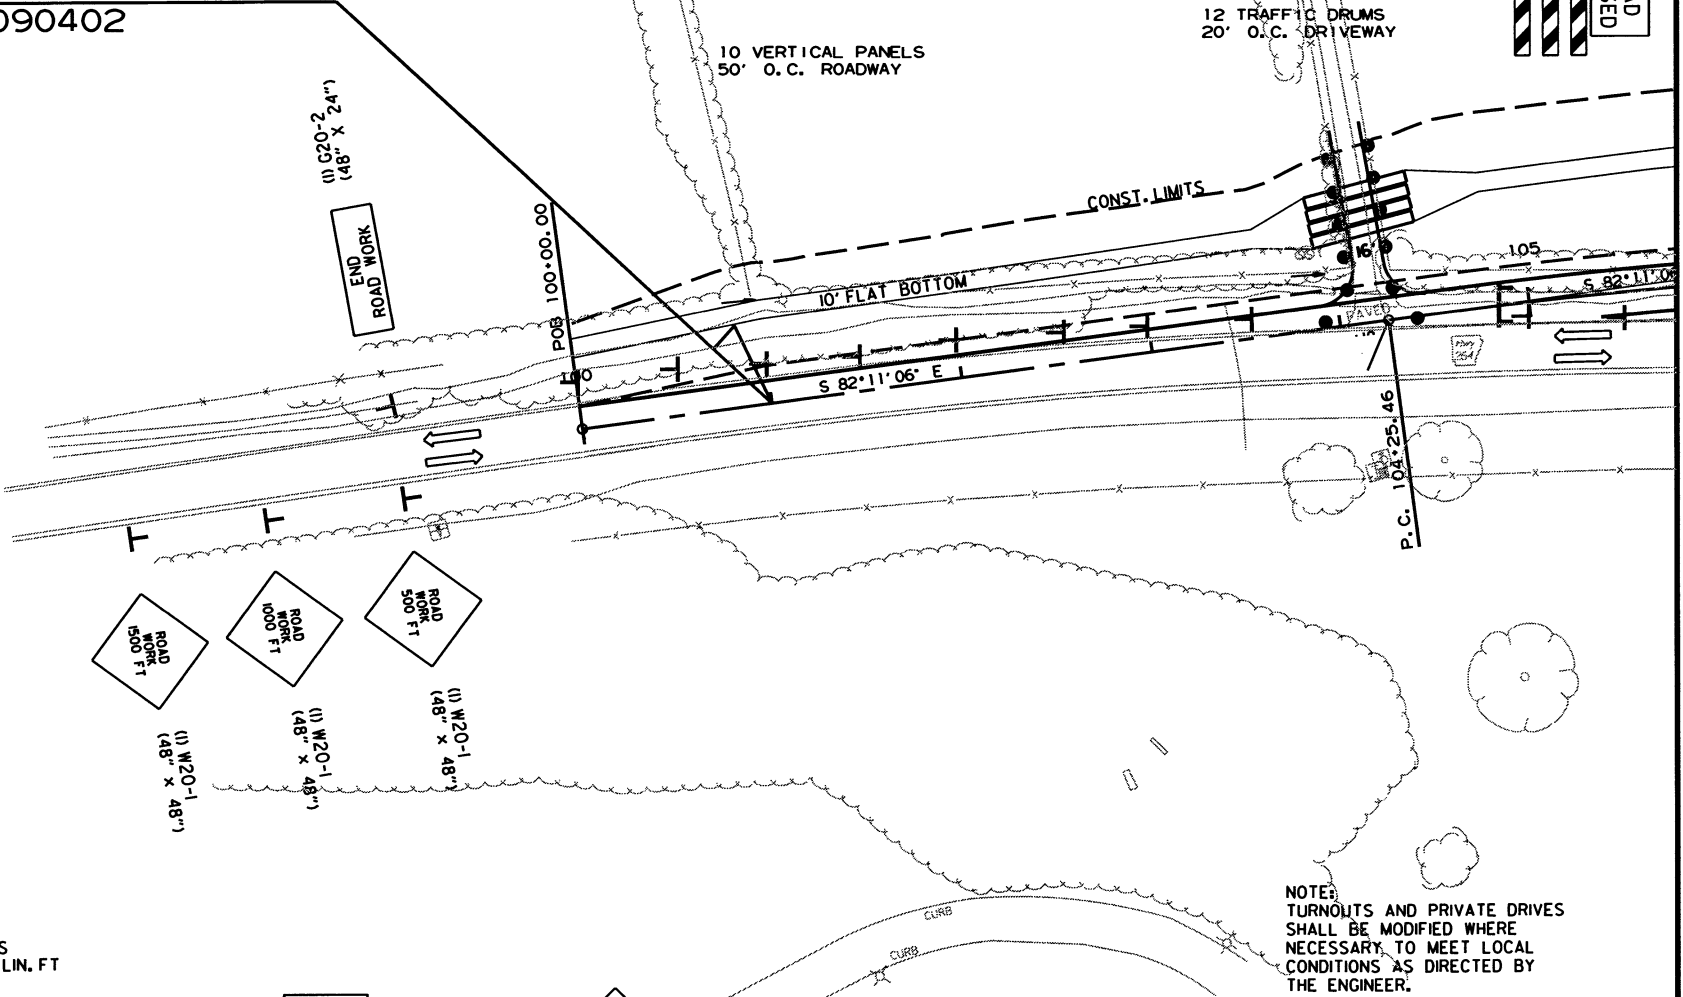 090402
10 VERTICAL PANELS
50' O.C. ROADWAY
12 TRAFFIC DRUMS
20' O.C. DRIVEWAY
(1) G20-2
(48" X 24")
END
ROAD WORK
POB 100+00.00
CONST. LIMITS
10' FLAT BOTTOM
16'
105
S 82°11'06
PAVED
100
S 82°11'06" E
P.C. 104+25.46
ROAD
WORK
1500 FT
ROAD
WORK
1000 FT
ROAD
WORK
500 FT
(1) W20-1
(48" X 48")
(1) W20-1
(48" X 48")
(1) W20-1
(48" X 48")
CURB
CURB
S
LIN. FT
NOTE:
TURNOUTS AND PRIVATE DRIVES
SHALL BE MODIFIED WHERE
NECESSARY TO MEET LOCAL
CONDITIONS AS DIRECTED BY
THE ENGINEER.